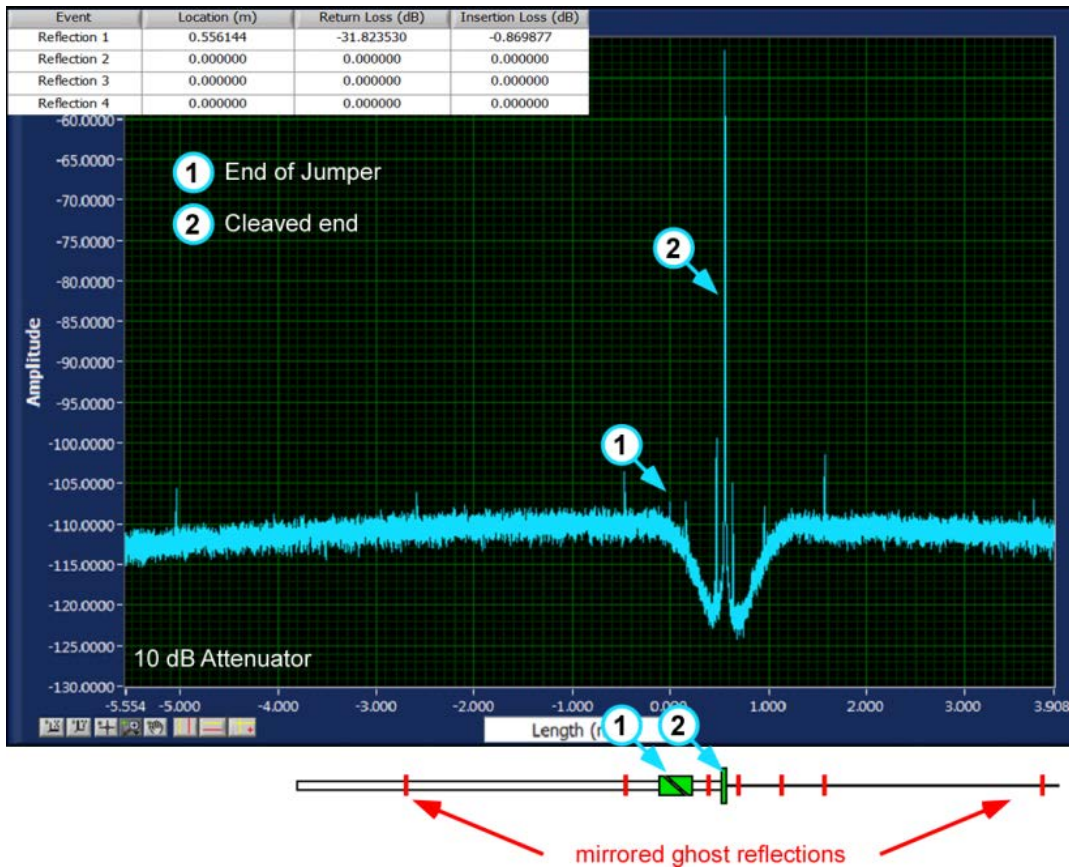 Event Location (m) Return Loss (dB) Insertion Loss (dB)
Reflection 1 0.556144 -31.823530 -0.869877
Reflection 2 0.000000 0.000000 0.000000
Reflection 3 0.000000 0.000000 0.000000
Reflection 4 0.000000 0.000000 0.000000
-60.0000
1 End of Jumper
-65.0000
-70.0000
2 Cleaved end
-75.0000
2
-80.0000
-85.0000
Amplitude
-90.0000
-95.0000
-100.0000
1
-105.0000
-110.0000
-115.0000
-120.0000
-125.0000
10 dB Attenuator
-130.0000
-5.554 -5.000 -4.000 -3.000 -2.000 -1.000 0.000 1.000 2.000 3.000 3.908
Length (
1 2
mirrored ghost reflections